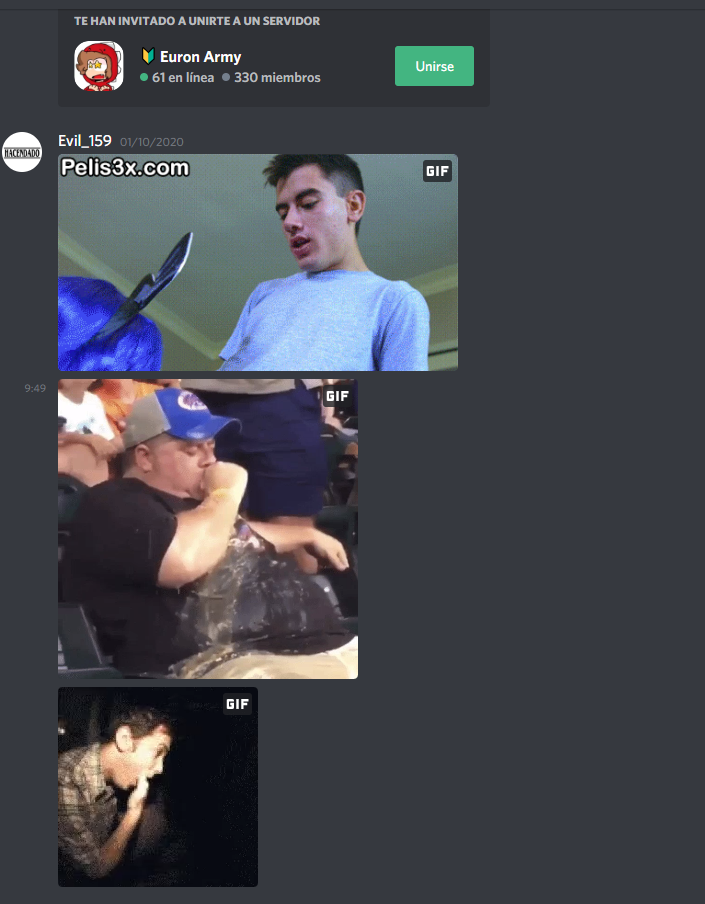 TE HAN INVITADO A UNIRTE A UN SERVIDOR
Euron Army
61 en línea 330 miembros
Unirse
HACENDADO
Evil_159 01/10/2020
Pelis3x.com
GIF
9:49
GIF
GIF